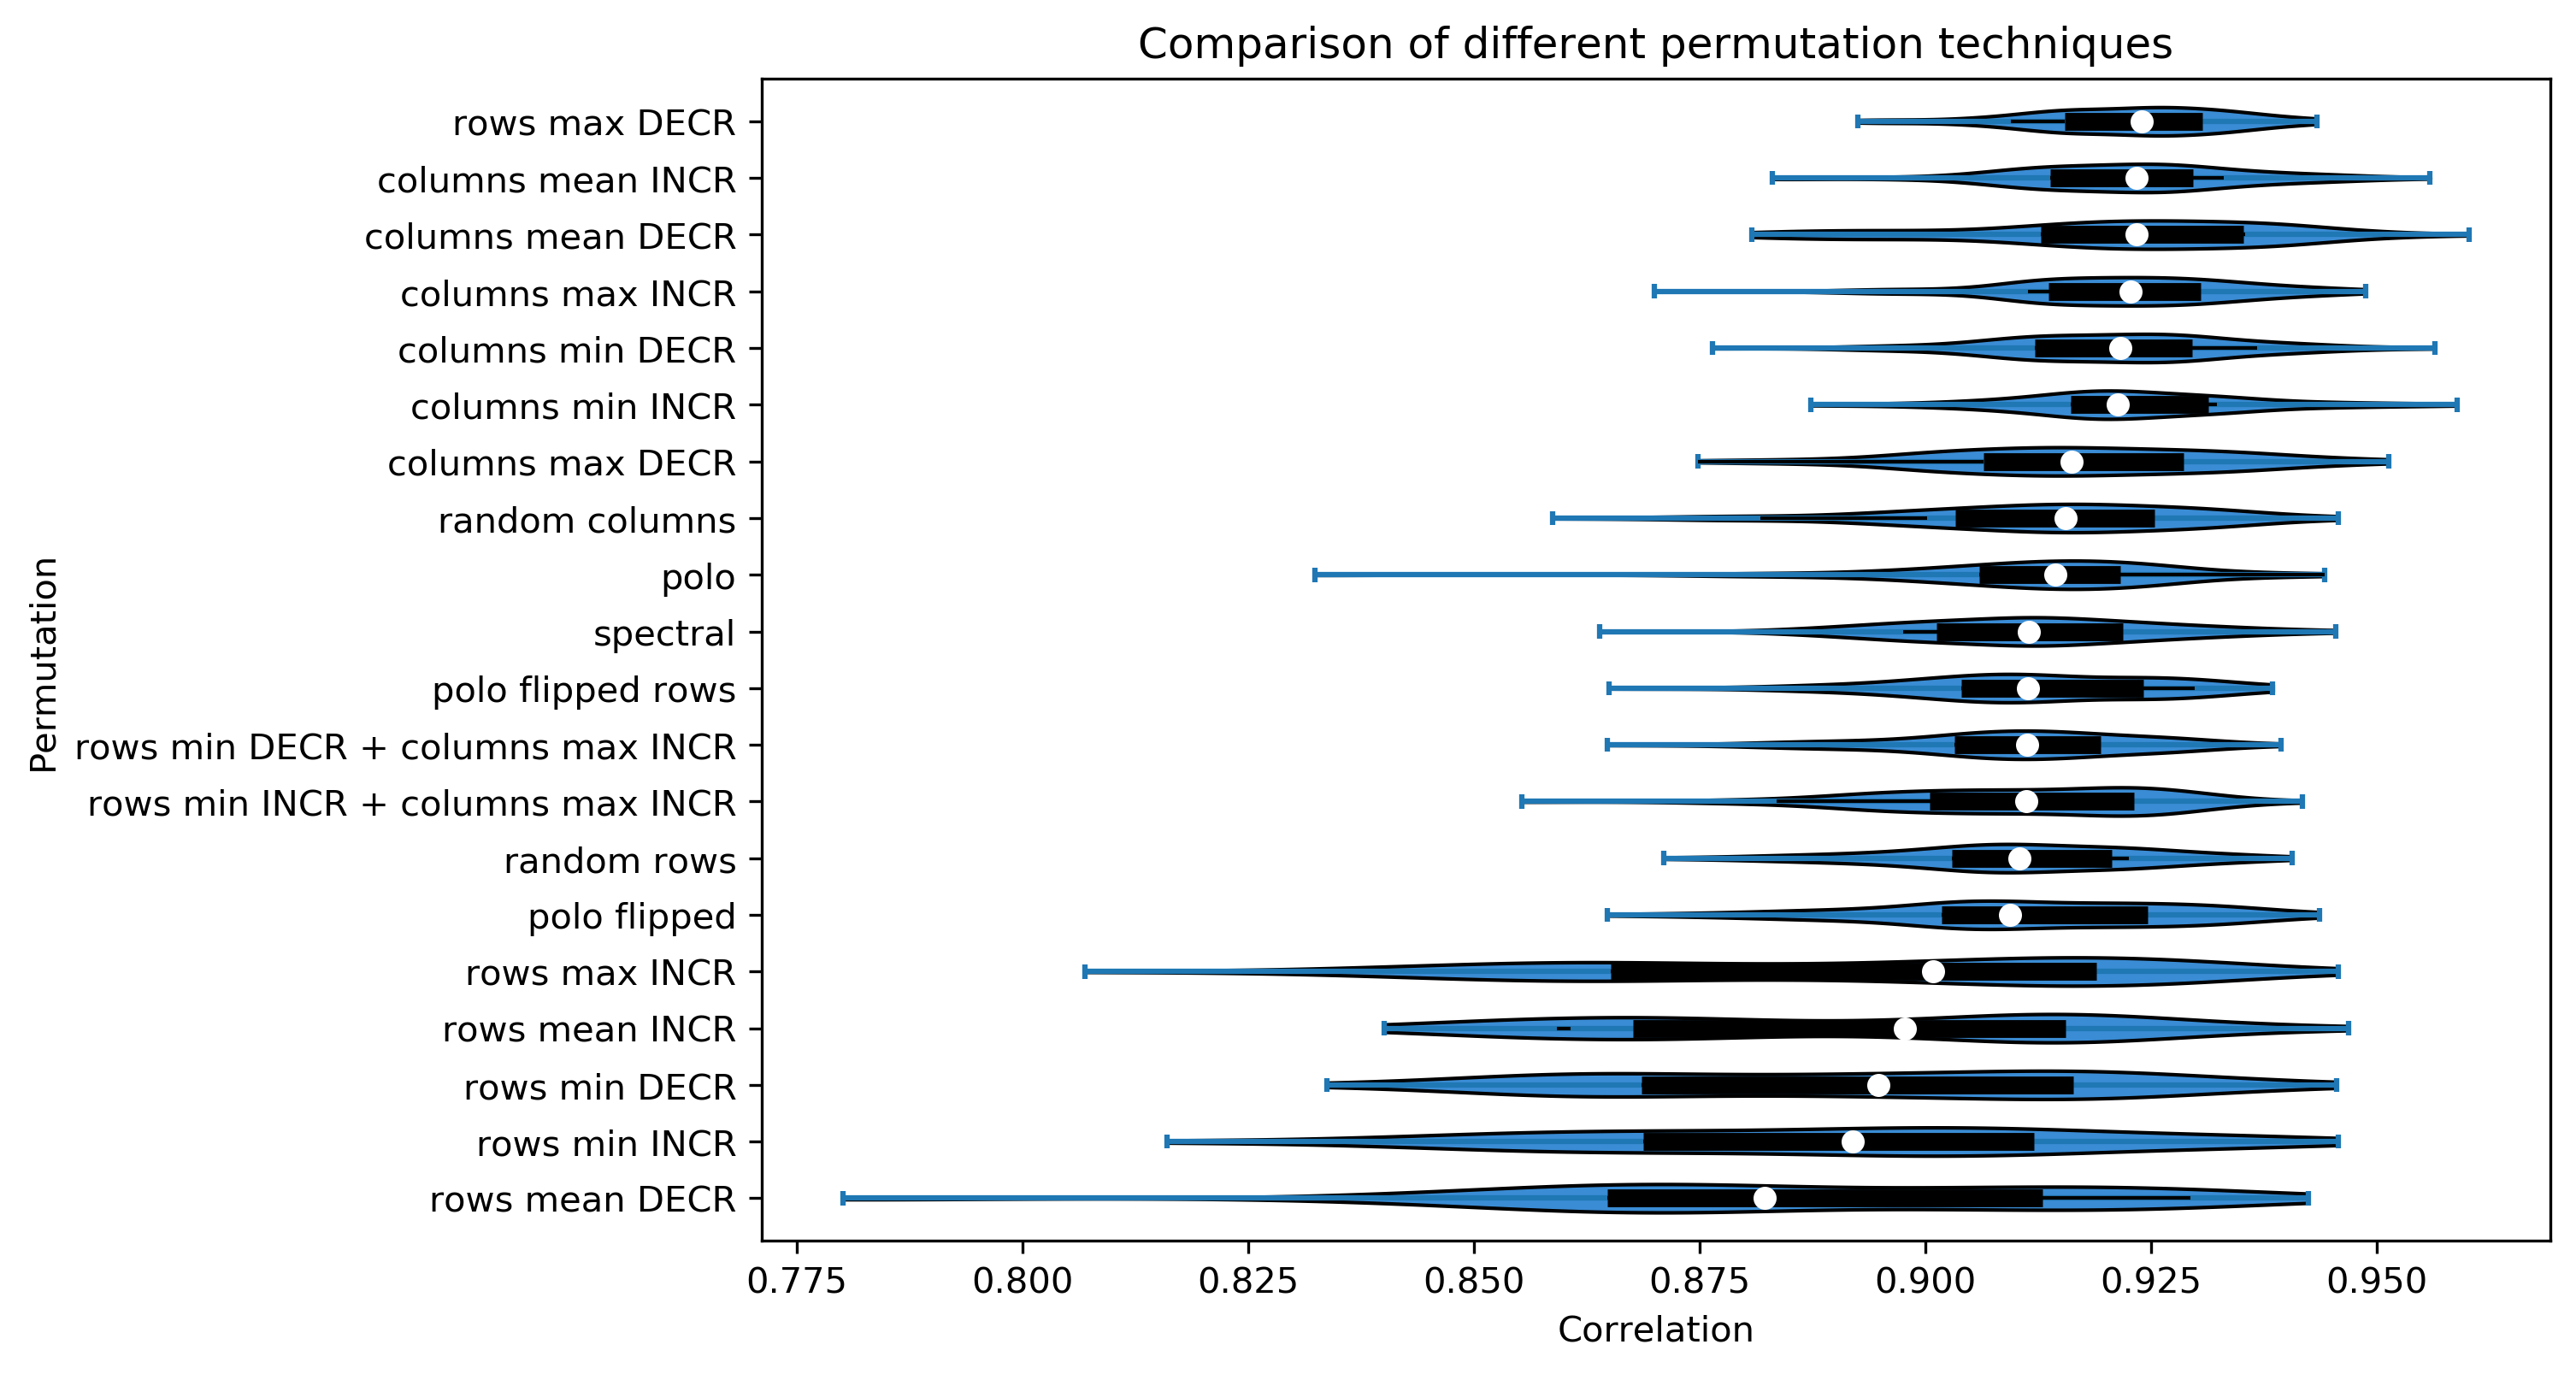 Comparison of different permutation techniques
Permutation
rows max DECR
columns mean INCR
columns mean DECR
columns max INCR
columns min DECR
columns min INCR
columns max DECR
random columns
polo
spectral
polo flipped rows
rows min DECR + columns max INCR
rows min INCR + columns max INCR
random rows
polo flipped
rows max INCR
rows mean INCR
rows min DECR
rows min INCR
rows mean DECR
0.775 0.800 0.825 0.850 0.875 0.900 0.925 0.950
Correlation